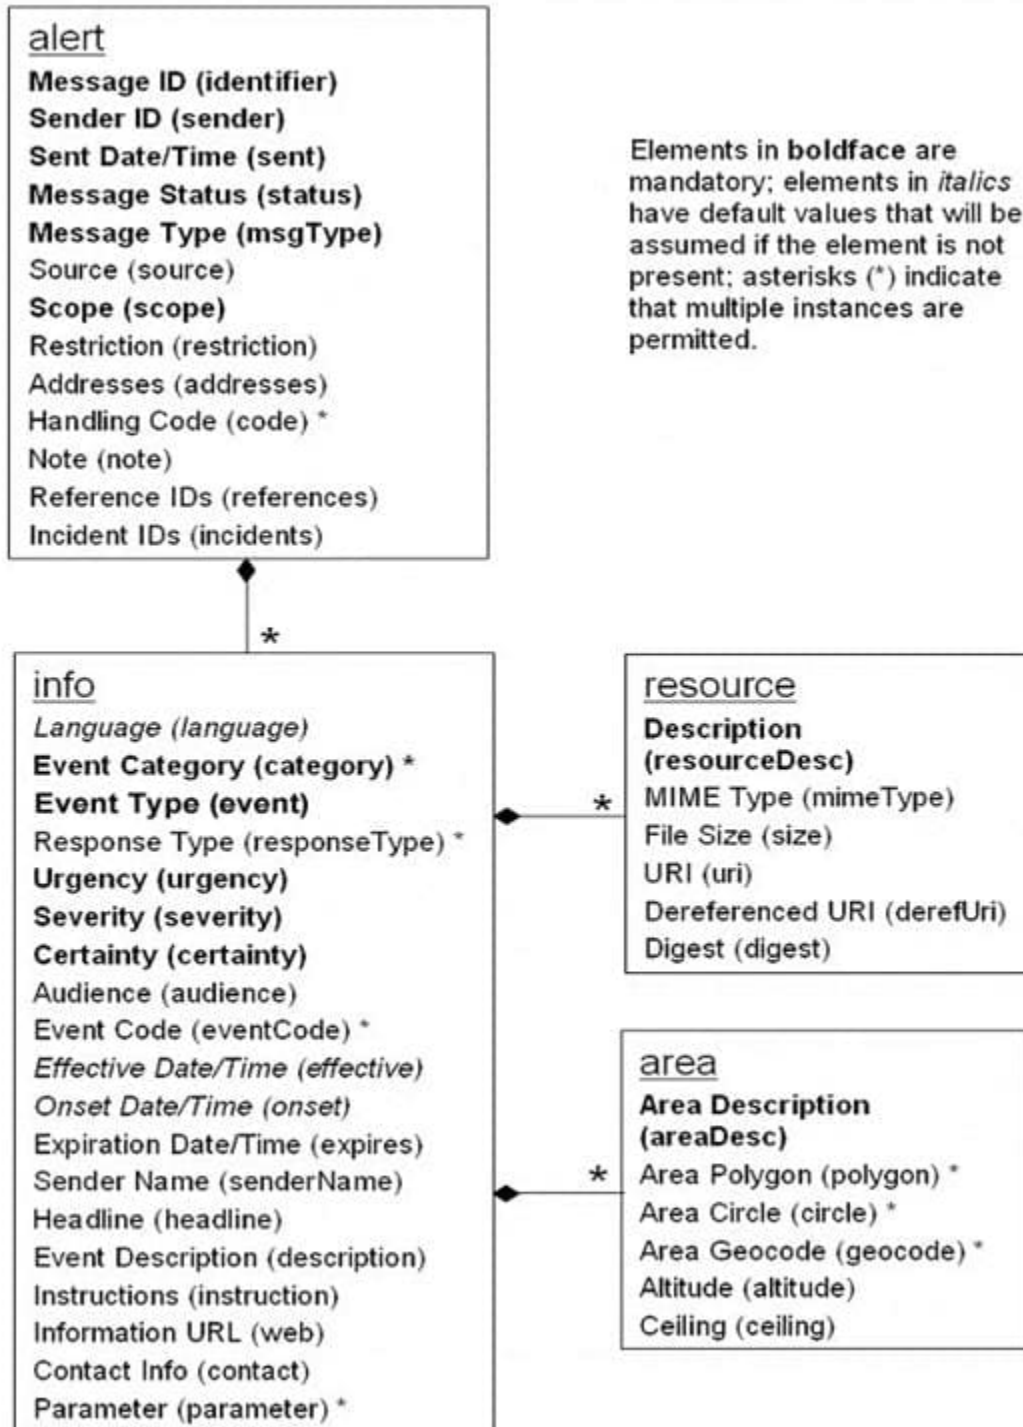 alert
Message ID (identifier)
Sender ID (sender)
Sent Date/Time (sent)
Message Status (status)
Message Type (msgType)
Source (source)
Scope (scope)
Restriction (restriction)
Addresses (addresses)
Handling Code (code) *
Note (note)
Reference IDs (references)
Incident IDs (incidents)
Elements in boldface are
mandatory; elements in italics
have default values that will be
assumed if the element is not
present; asterisks (*) indicate
that multiple instances are
permitted.
*
info
Language (language)
Event Category (category) *
Event Type (event)
Response Type (responseType) *
Urgency (urgency)
Severity (severity)
Certainty (certainty)
Audience (audience)
Event Code (eventCode) *
Effective Date/Time (effective)
Onset Date/Time (onset)
Expiration Date/Time (expires)
Sender Name (senderName)
Headline (headline)
Event Description (description)
Instructions (instruction)
Information URL (web)
Contact Info (contact)
Parameter (parameter) *
*
resource
Description
(resourceDesc)
MIME Type (mimeType)
File Size (size)
URI (uri)
Dereferenced URI (derefUri)
Digest (digest)
*
area
Area Description
(areaDesc)
Area Polygon (polygon) *
Area Circle (circle) *
Area Geocode (geocode) *
Altitude (altitude)
Ceiling (ceiling)